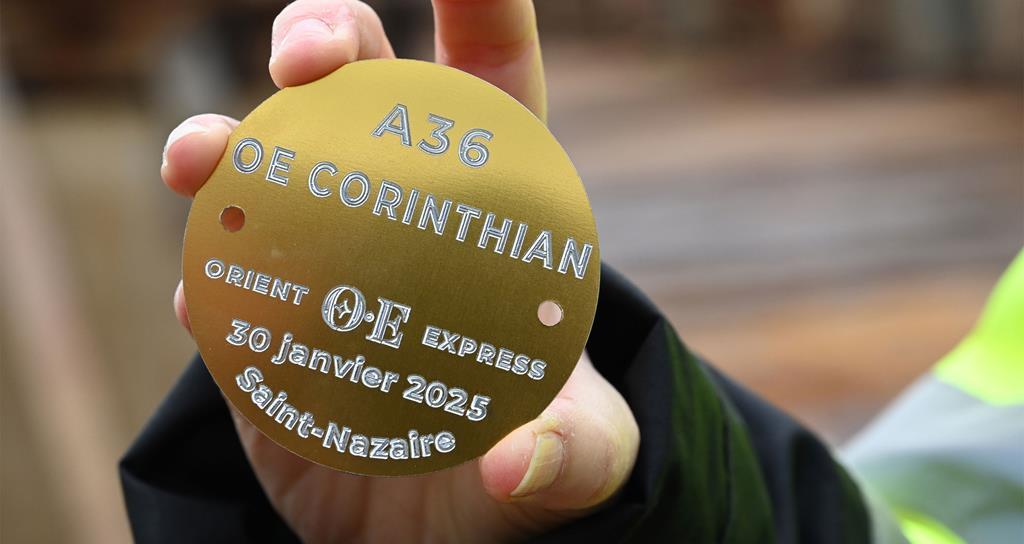 A36
OE CORINTHIAN
ORIENT O·E EXPRESS
30 janvier 2025
Saint-Nazaire